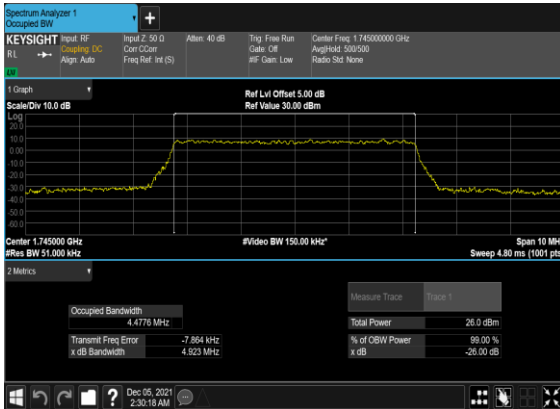 Spectrum Analyzer 1
Occupied BW
KEYSIGHT
RL
LXI
Input: RF
Coupling: DC
Align: Auto
Input Z: 50 Ω
Corr CCorr
Freq Ref: Int (S)
Atten: 40 dB
Trig: Free Run
Gate: Off
#IF Gain: Low
Center Freq: 1.745000000 GHz
Avg|Hold: 500/500
Radio Std: None
1 Graph
Scale/Div 10.0 dB
Ref Lvl Offset 5.00 dB
Ref Value 30.00 dBm
Log
20.0
10.0
0.00
-10.0
-20.0
-30.0
-40.0
-50.0
-60.0
Center 1.745000 GHz
#Res BW 51.000 kHz
#Video BW 150.00 kHz*
Span 10 MH
Sweep 4.80 ms (1001 pts
2 Metrics
Measure Trace
Trace 1
Occupied Bandwidth
4.4776 MHz
Total Power
26.0 dBm
Transmit Freq Error
-7.864 kHz
% of OBW Power
99.00 %
x dB Bandwidth
4.923 MHz
x dB
-26.00 dB
?
Dec 05, 2021
2:30:18 AM